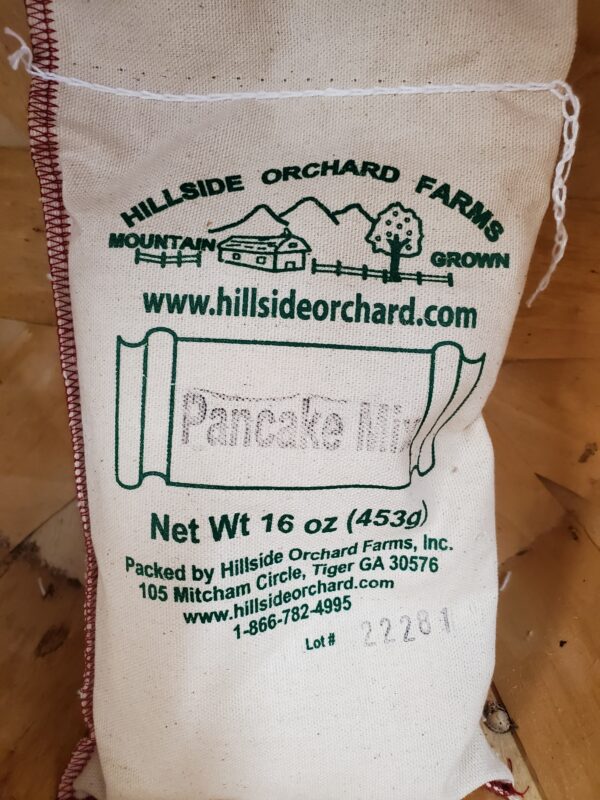 HILLSIDE ORCHARD FARMS
MOUNTAIN GROWN
www.hillsideorchard.com
Pancake Mix
Net Wt 16 oz (453g)
Packed by Hillside Orchard Farms, Inc.
105 Mitcham Circle, Tiger GA 30576
www.hillsideorchard.com
1-866-782-4995
Lot # 22281